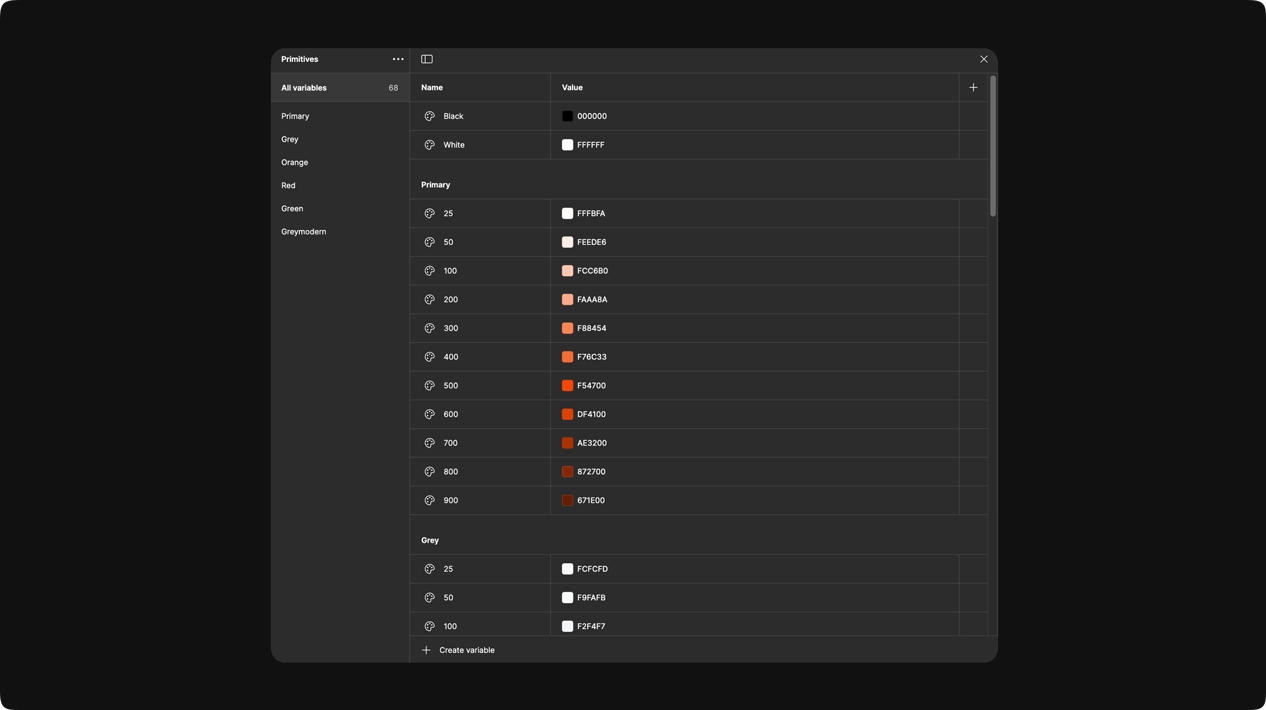 Primitives
All variables 68
Primary
Grey
Orange
Red
Green
Greymodern
Name Value
Black 000000
White FFFFFF
Primary
25 FFFBFA
50 FEEDE6
100 FCC6B0
200 FAAA8A
300 F88454
400 F76C33
500 F54700
600 DF4100
700 AE3200
800 872700
900 671E00
Grey
25 FCFCFD
50 F9FAFB
100 F2F4F7
Create variable